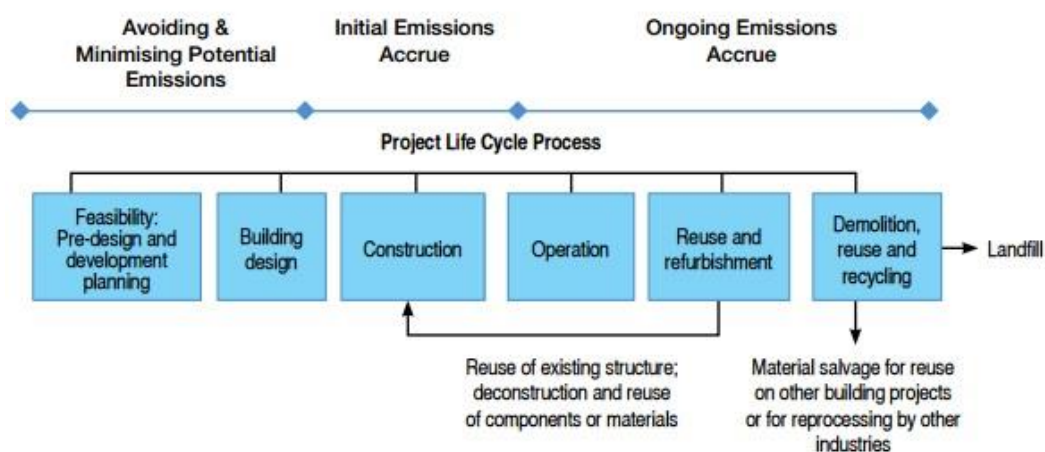 Avoiding &
Minimising Potential
Emissions
Initial Emissions
Accrue
Ongoing Emissions
Accrue
Project Life Cycle Process
Feasibility:
Pre-design and
development
planning
Building
design
Construction
Operation
Reuse and
refurbishment
Demolition,
reuse and
recycling
Landfill
Reuse of existing structure;
deconstruction and reuse
of components or materials
Material salvage for reuse
on other building projects
or for reprocessing by other
industries